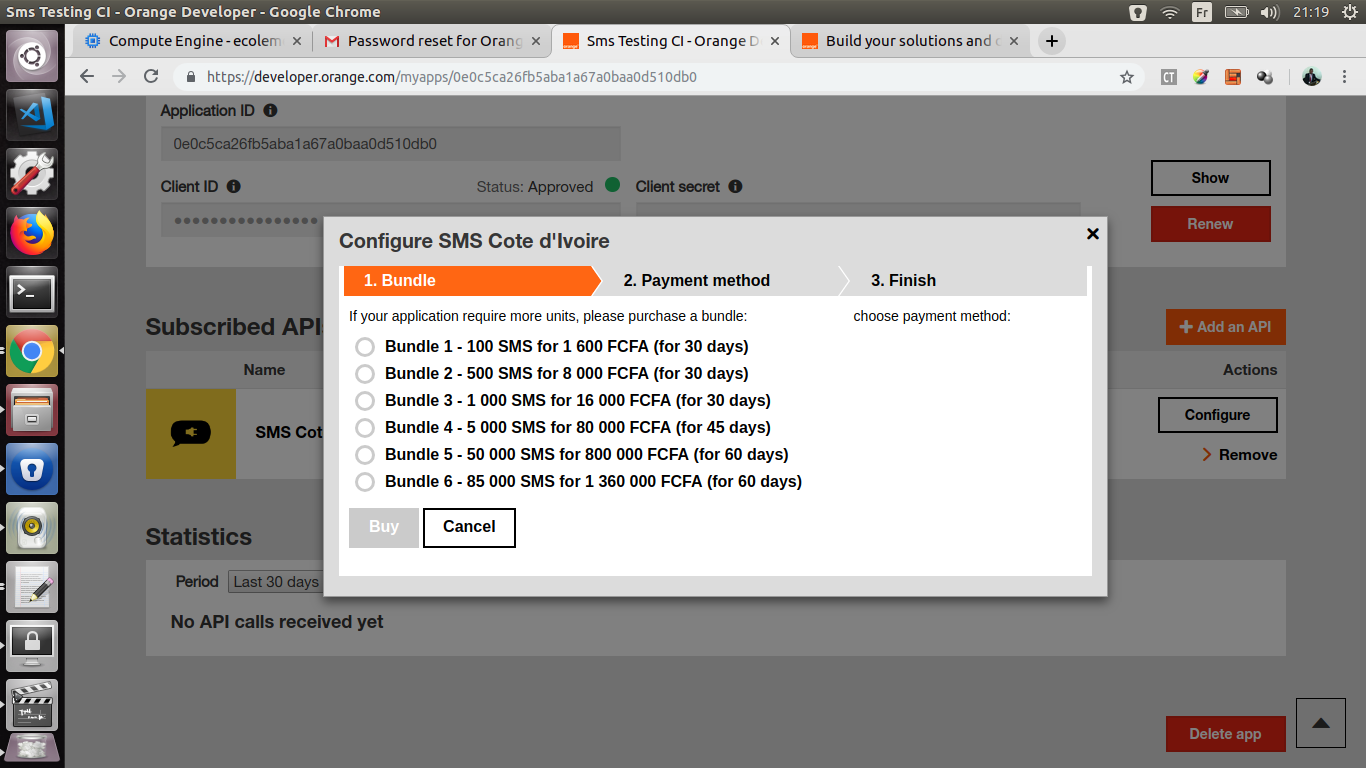 Sms Testing CI - Orange Developer - Google Chrome
Fr
21:19
Compute Engine - ecolem
Password reset for Orang
Sms Testing CI - Orange D
Build your solutions and c
https://developer.orange.com/myapps/0e0c5ca26fb5aba1a67a0baa0d510db0
CT
Application ID
0e0c5ca26fb5aba1a67a0baa0d510db0
Client ID
Status: Approved
Client secret
Show
Renew
Configure SMS Cote d'Ivoire
1. Bundle
2. Payment method
3. Finish
If your application require more units, please purchase a bundle:
choose payment method:
Bundle 1 - 100 SMS for 1 600 FCFA (for 30 days)
Bundle 2 - 500 SMS for 8 000 FCFA (for 30 days)
Bundle 3 - 1 000 SMS for 16 000 FCFA (for 30 days)
Bundle 4 - 5 000 SMS for 80 000 FCFA (for 45 days)
Bundle 5 - 50 000 SMS for 800 000 FCFA (for 60 days)
Bundle 6 - 85 000 SMS for 1 360 000 FCFA (for 60 days)
Buy
Cancel
Subscribed API
Add an API
Name
Actions
SMS Cot
Configure
Remove
Statistics
Period
Last 30 days
No API calls received yet
Delete app